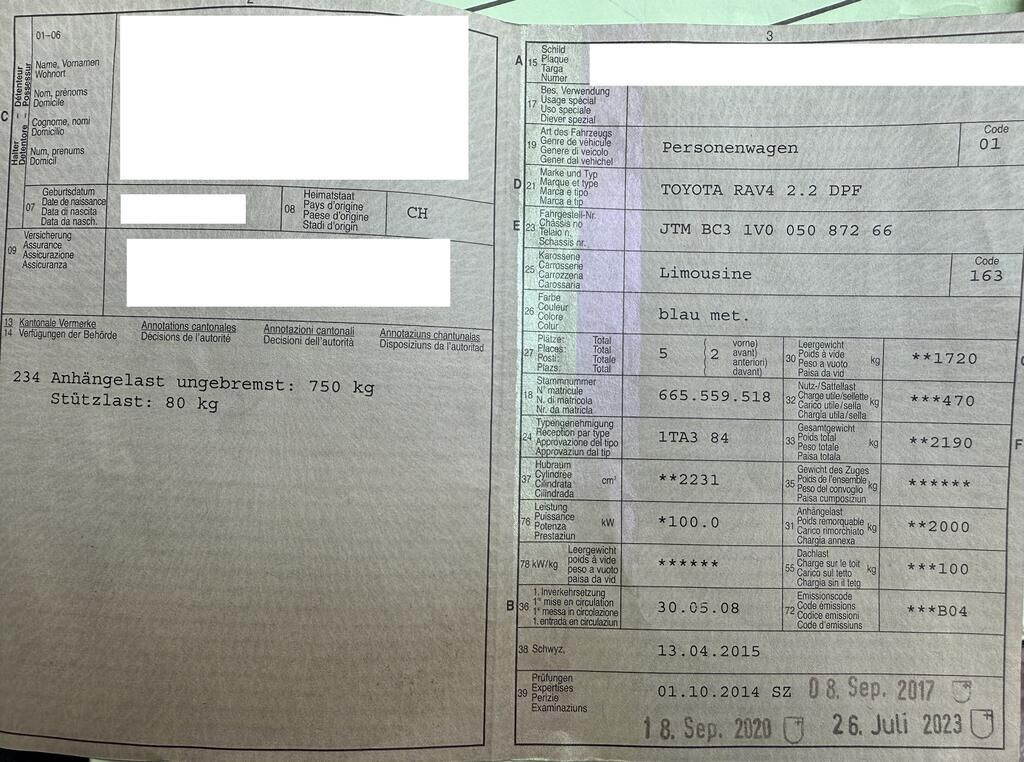 2
01-06
C
Halter – Détenteur
Detentore – Possessur
Name, Vornamen
Wohnort
Nom, prénoms
Domicile
Cognome, nomi
Domicilio
Num, prenums
Domicil
07
Geburtsdatum
Date de naissance
Data di nascita
Data da nasch.
08
Heimatstaat
Pays d'origine
Paese d'origine
Stadi d'origin
CH
09
Versicherung
Assurance
Assicurazione
Assicuranza
13 Kantonale Vermerke Annotations cantonales Annotazioni cantonali Annotaziuns chantunalas
14 Verfügungen der Behörde Décisions de l'autorité Decisioni dell'autorità Disposiziuns da l'autoritad
234 Anhängelast ungebremst: 750 kg
Stützlast: 80 kg
3
A 15
Schild
Plaque
Targa
Numer
17
Bes. Verwendung
Usage spécial
Uso speciale
Diever spezial
19
Art des Fahrzeugs
Genre de véhicule
Genere di veicolo
Gener dal vehichel
Personenwagen
Code
01
D 21
Marke und Typ
Marque et type
Marca e tipo
Marca e tip
TOYOTA RAV4 2.2 DPF
E 23
Fahrgestell-Nr.
Châssis no
Telaio n.
Schassis nr.
JTM BC3 1V0 050 872 66
25
Karosserie
Carrosserie
Carrozzeria
Carossaria
Limousine
Code
163
26
Farbe
Couleur
Colore
Colur
blau met.
27
Plätze: Total
Places: Total
Posti: Totale
Plazs: Total
5
2
vorne)
avant)
anteriori)
davant)
30
Leergewicht
Poids à vide
Peso a vuoto
Paisa da vid
kg
**1720
18
Stammnummer
N° matricule
N. di matricola
Nr. da matricla
665.559.518
32
Nutz-/Sattellast
Charge utile/sellette
Carico utile/sella
Chargia utila/sella
kg
***470
24
Typengenehmigung
Réception par type
Approvazione del tipo
Approvaziun dal tip
1TA3 84
33
Gesamtgewicht
Poids total
Peso totale
Paisa totala
kg
**2190
F
37
Hubraum
Cylindrée
Cilindrata
Cilindrada
cm³
**2231
35
Gewicht des Zuges
Poids de l'ensemble
Peso del convoglio
Paisa cumposiziun
kg
******
76
Leistung
Puissance
Potenza
Prestaziun
kW
*100.0
31
Anhängelast
Poids remorquable
Carico rimorchiato
Chargia annexa
kg
**2000
78 kW/kg
Leergewicht
poids à vide
peso a vuoto
paisa da vid
******
55
Dachlast
Charge sur le toit
Carico sul tetto
Chargia sin il tetg
kg
***100
B 36
1. Inverkehrsetzung
1re mise en circulation
1a messa in circolazione
1. entrada en circulaziun
30.05.08
72
Emissionscode
Code émissions
Codice emissioni
Code d'emissiuns
***B04
38 Schwyz,
13.04.2015
39
Prüfungen
Expertises
Perizie
Examinaziuns
01.10.2014 SZ 08. Sep. 2017
18. Sep. 2020 26. Juli 2023